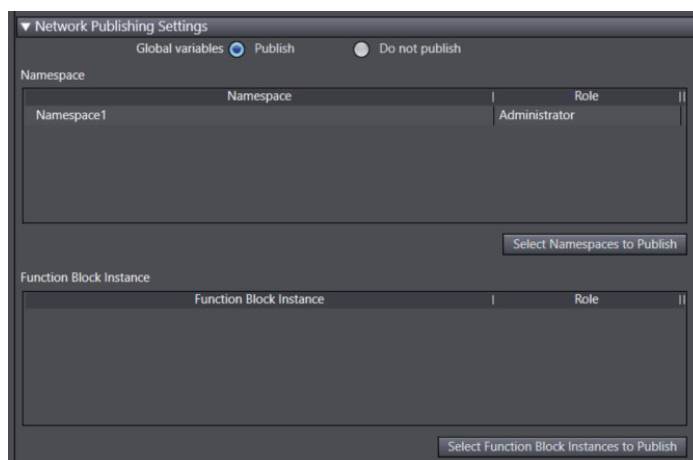 ▼ Network Publishing Settings
Global variables Publish Do not publish
Namespace
Namespace Role
Namespace1 Administrator
Select Namespaces to Publish
Function Block Instance
Function Block Instance Role
Select Function Block Instances to Publish